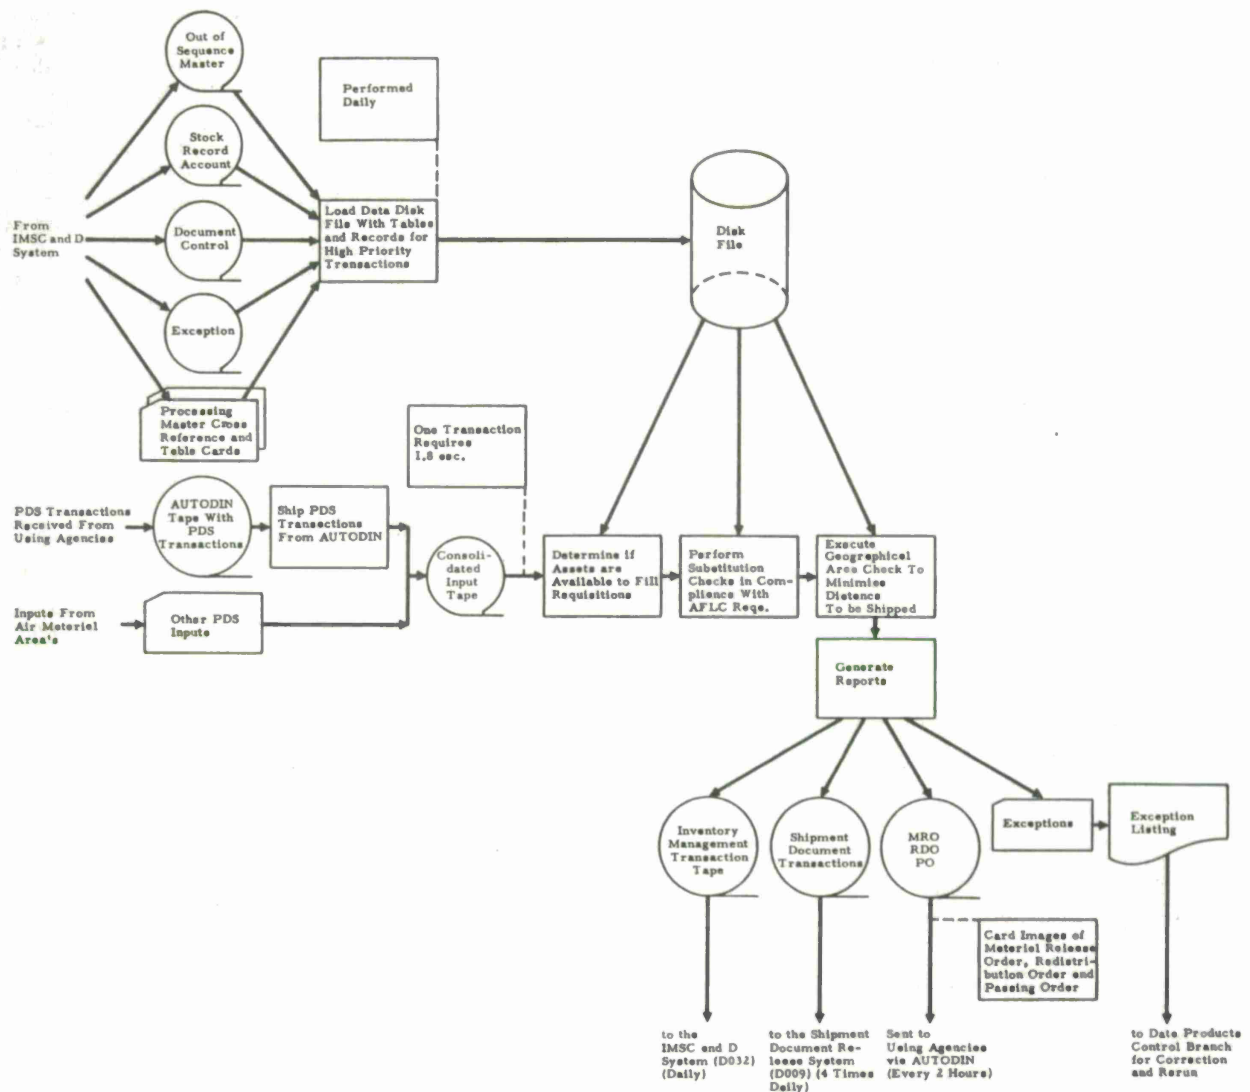 Out of
Sequence
Master
Performed
Daily
Stock
Record
Account
From
IMSC and D
System
Document
Control
Load Data Disk
File With Tables
and Records for
High Priority
Transactions
Disk
File
Exception
Processing
Master Cross
Reference and
Table Cards
One Transaction
Requires
1.8 sec.
PDS Transactions
Received From
Using Agencies
AUTODIN
Tape With
PDS
Transactions
Ship PDS
Transactions
From AUTODIN
Consoli-
dated
Input
Tape
Determine if
Assets are
Available to Fill
Requisitions
Perform
Substitution
Checks in Com-
pliance With
AFLC Reqs.
Execute
Geographical
Area Check To
Minimize
Distance
To be Shipped
Inputs From
Air Materiel
Area's
Other PDS
Inputs
Generate
Reports
Inventory
Management
Transaction
Tape
Shipment
Document
Transactions
MRO
RDO
PO
Exceptions
Exception
Listing
Card Images of
Materiel Release
Order, Redistri-
bution Order and
Passing Order
to the
IMSC and D
System (D032)
(Daily)
to the Shipment
Document Re-
lease System
(D009) (4 Times
Daily)
Sent to
Using Agencies
via AUTODIN
(Every 2 Hours)
to Data Products
Control Branch
for Correction
and Rerun